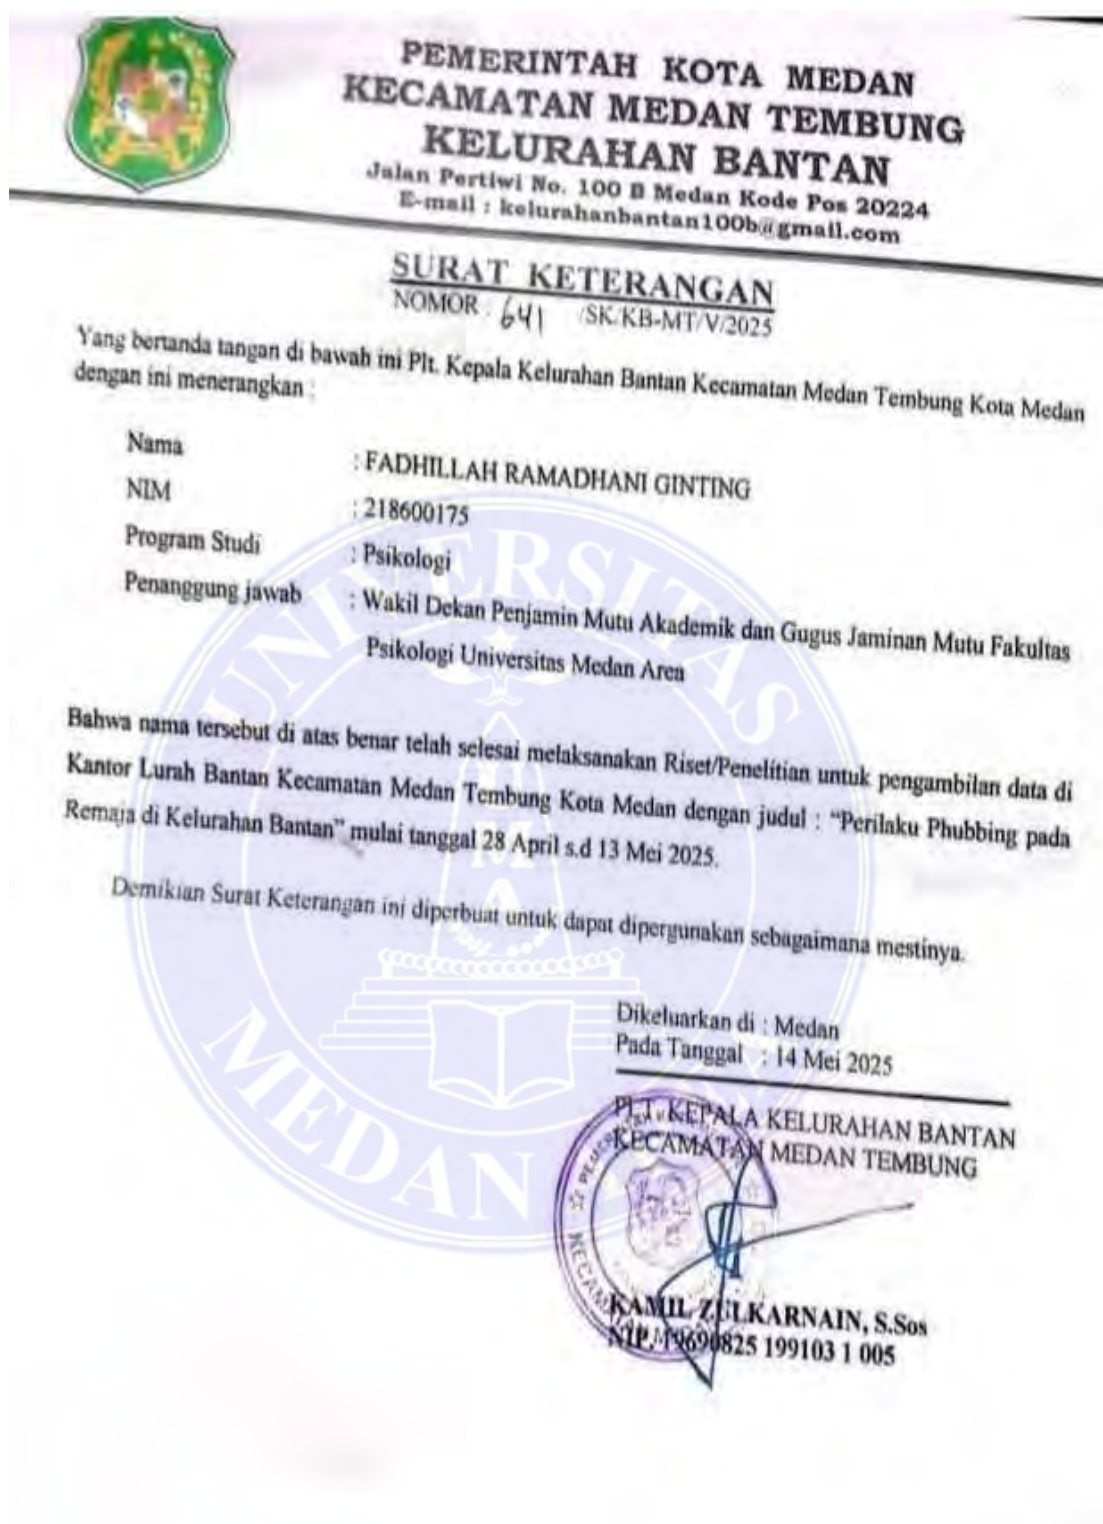 PEMERINTAH KOTA MEDAN
KECAMATAN MEDAN TEMBUNG
KELURAHAN BANTAN
Jalan Pertiwi No. 100 B Medan Kode Pos 20224
E-mail : kelurahanbantan100b@gmail.com
SURAT KETERANGAN
NOMOR : 641 /SK/KB-MT/V/2025
Yang bertanda tangan di bawah ini Plt. Kepala Kelurahan Bantan Kecamatan Medan Tembung Kota Medan
dengan ini menerangkan :
Nama : FADHILLAH RAMADHANI GINTING
NIM : 218600175
Program Studi : Psikologi
Penanggung jawab : Wakil Dekan Penjamin Mutu Akademik dan Gugus Jaminan Mutu Fakultas
Psikologi Universitas Medan Area
Bahwa nama tersebut di atas benar telah selesai melaksanakan Riset/Penelitian untuk pengambilan data di
Kantor Lurah Bantan Kecamatan Medan Tembung Kota Medan dengan judul : “Perilaku Phubbing pada
Remaja di Kelurahan Bantan” mulai tanggal 28 April s.d 13 Mei 2025.
Demikian Surat Keterangan ini diperbuat untuk dapat dipergunakan sebagaimana mestinya.
Dikeluarkan di : Medan
Pada Tanggal : 14 Mei 2025
PLT. KEPALA KELURAHAN BANTAN
KECAMATAN MEDAN TEMBUNG
KAMIL ZULKARNAIN, S.Sos
NIP. 19690825 199103 1 005
UNIVERSITAS
UMA
MEDAN